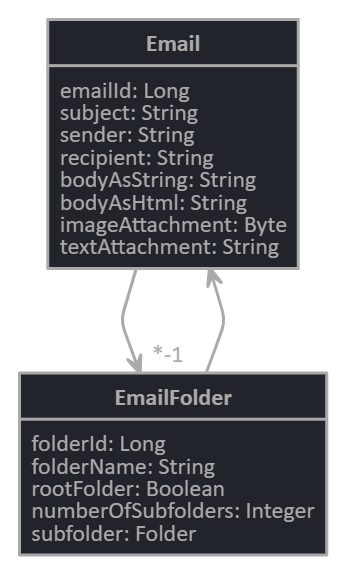 Email
emailId: Long
subject: String
sender: String
recipient: String
bodyAsString: String
bodyAsHtml: String
imageAttachment: Byte
textAttachment: String
*-1
EmailFolder
folderId: Long
folderName: String
rootFolder: Boolean
numberOfSubfolders: Integer
subfolder: Folder